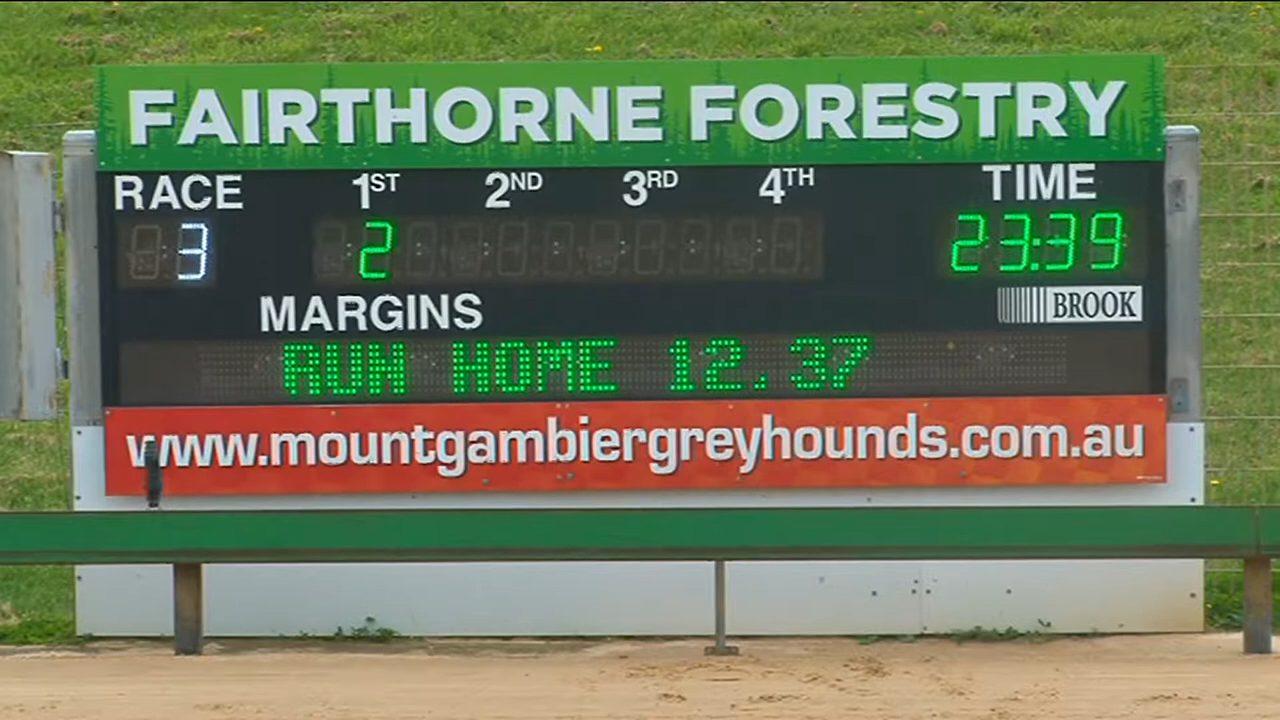 FAIRTHORNE FORESTRY
RACE 1ST 2ND 3RD 4TH TIME
3 2 23:39
MARGINS BROOK
RUN HOME 12.37
www.mountgambiergreyhounds.com.au